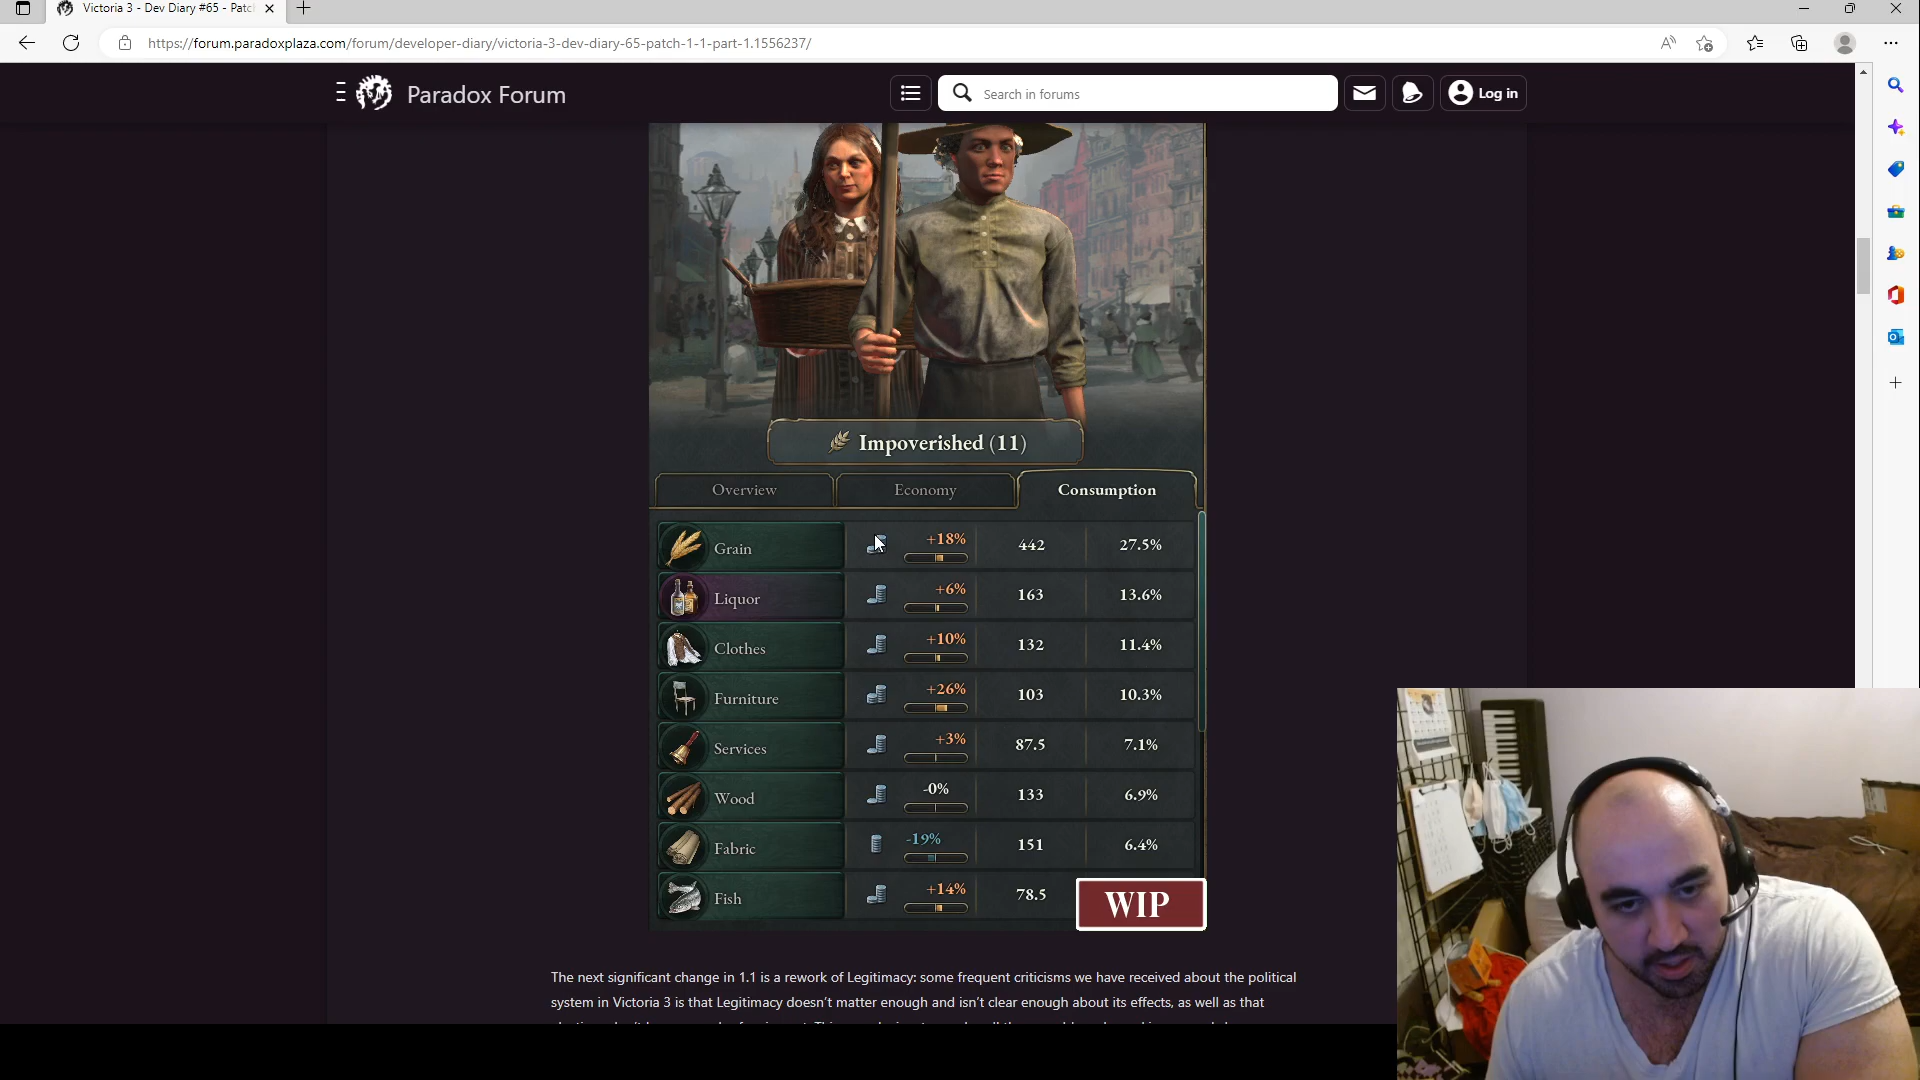 Victoria 3 - Dev Diary #65 - Patc
https://forum.paradoxplaza.com/forum/developer-diary/victoria-3-dev-diary-65-patch-1-1-part-1.1556237/
Paradox Forum
Search in forums
Log in
Impoverished (11)
Overview
Economy
Consumption
Grain +18% 442 27.5%
Liquor +6% 163 13.6%
Clothes +10% 132 11.4%
Furniture +26% 103 10.3%
Services +3% 87.5 7.1%
Wood -0% 133 6.9%
Fabric -19% 151 6.4%
Fish +14% 78.5
WIP
The next significant change in 1.1 is a rework of Legitimacy: some frequent criticisms we have received about the political
system in Victoria 3 is that Legitimacy doesn't matter enough and isn't clear enough about its effects, as well as that